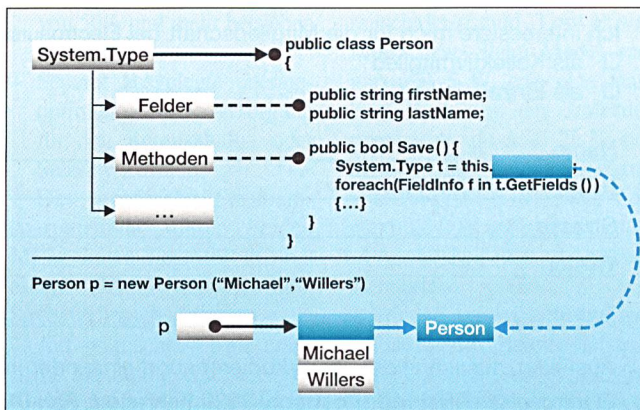 System.Type
public class Person
{
Felder
public string firstName;
public string lastName;
Methoden
public bool Save() {
System.Type t = this. ;
foreach(FieldInfo f in t.GetFields())
{...}
...
}
}
Person p = new Person (“Michael”,“Willers”)
p
Person
Michael
Willers